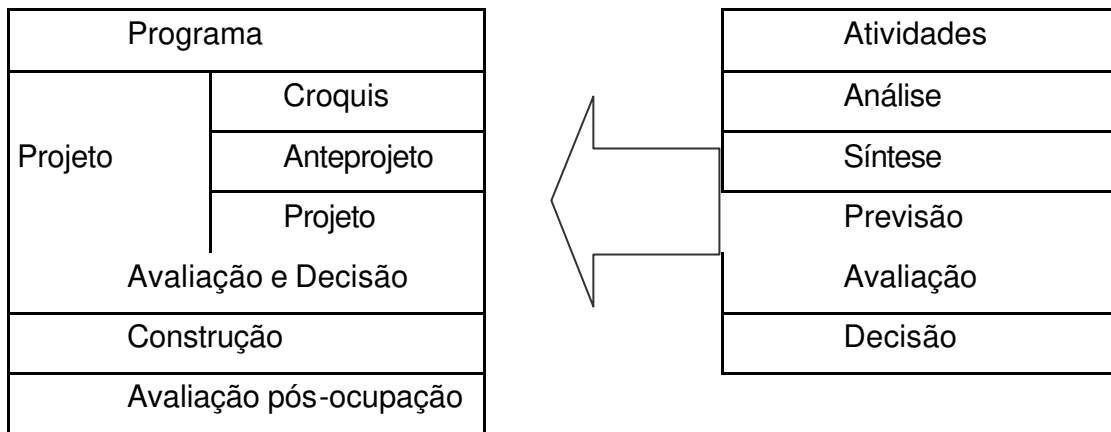 Programa
Croquis
Projeto
Anteprojeto
Projeto
Avaliação e Decisão
Construção
Avaliação pós-ocupação
Atividades
Análise
Síntese
Previsão
Avaliação
Decisão